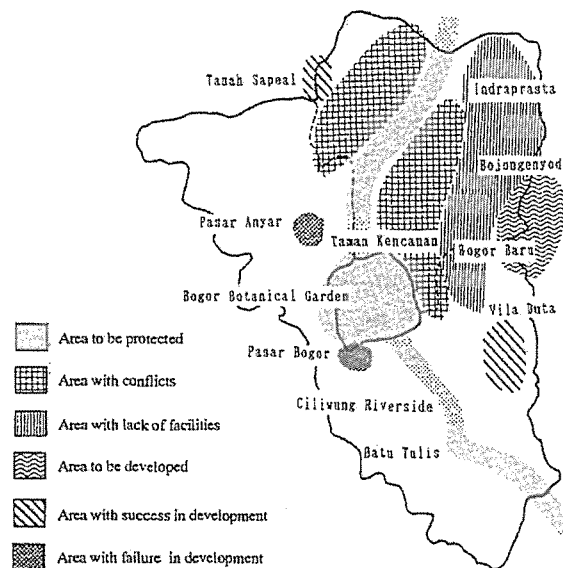 Tanah Sapeal
Indraprasta
Bojongenyod
Pasar Anyar
Taman Kencanan
Bogor Baru
Bogor Botanical Garden
Vila Duta
Pasar Bogor
Ciliwung Riverside
Batu Tulis
Area to be protected
Area with conflicts
Area with lack of facilities
Area to be developed
Area with success in development
Area with failure in development